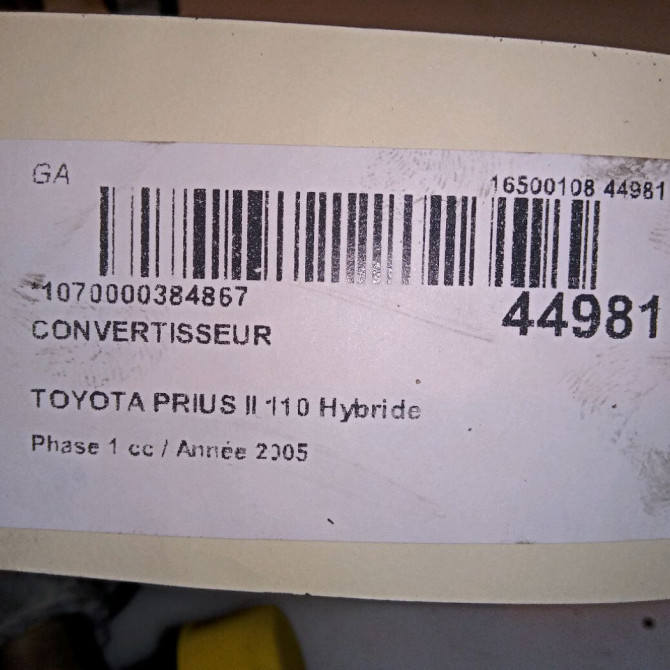 GA
16500108 44981
*1070000384867
44981
CONVERTISSEUR
TOYOTA PRIUS II 110 Hybride
Phase 1 cc / Année 2005